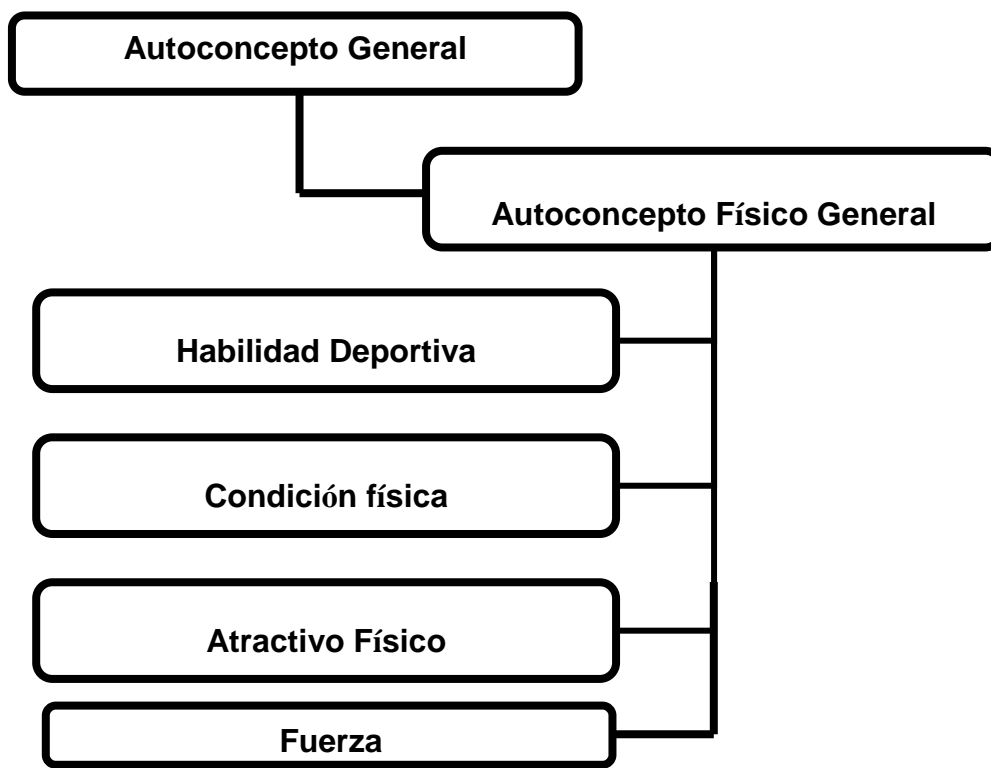 Autoconcepto General
Autoconcepto Físico General
Habilidad Deportiva
Condición física
Atractivo Físico
Fuerza